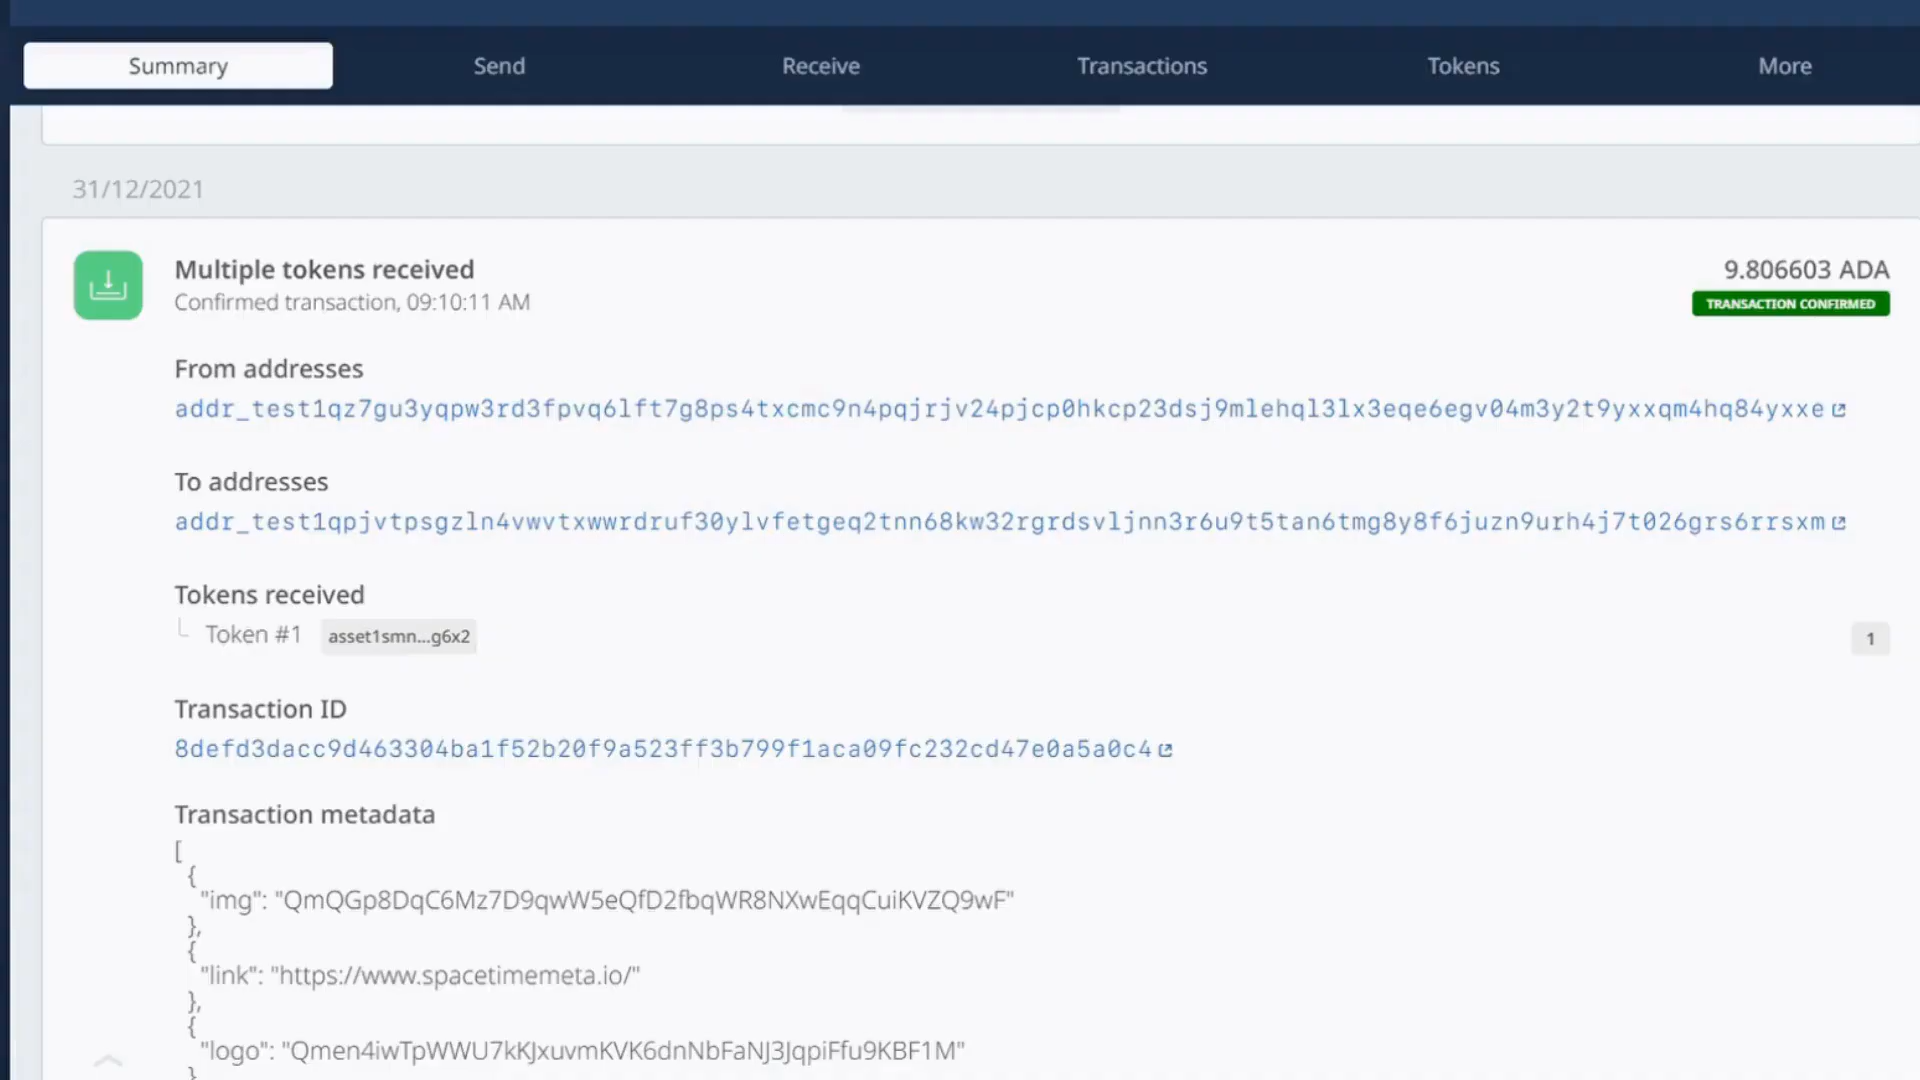 Summary Send Receive Transactions Tokens More
31/12/2021
Multiple tokens received 9.806603 ADA
Confirmed transaction, 09:10:11 AM TRANSACTION CONFIRMED
From addresses
addr_test1qz7gu3yqpw3rd3fpvq6lft7g8ps4txcmc9n4pqjrjv24pjcp0hkcp23dsj9mlehql3lx3eqe6egv04m3y2t9yxxqm4hq84yxxe
To addresses
addr_test1qpjvtpsgzln4vwvtxwwrdruf30ylvfetgeq2tnn68kw32rgrdsvljnn3r6u9t5tan6tmg8y8f6juzn9urh4j7t026grs6rrsxm
Tokens received
Token #1 asset1smn...g6x2 1
Transaction ID
8defd3dacc9d463304ba1f52b20f9a523ff3b799f1aca09fc232cd47e0a5a0c4
Transaction metadata
[
{
"img": "QmQGp8DqC6Mz7D9qwW5eQfD2fbqWR8NXwEqqCuiKVZQ9wF"
},
{
"link": "https://www.spacetimemeta.io/"
},
{
"logo": "Qmen4iwTpWWU7kKJxuvmKVK6dnNbFaNJ3JqpiFfu9KBF1M"
}